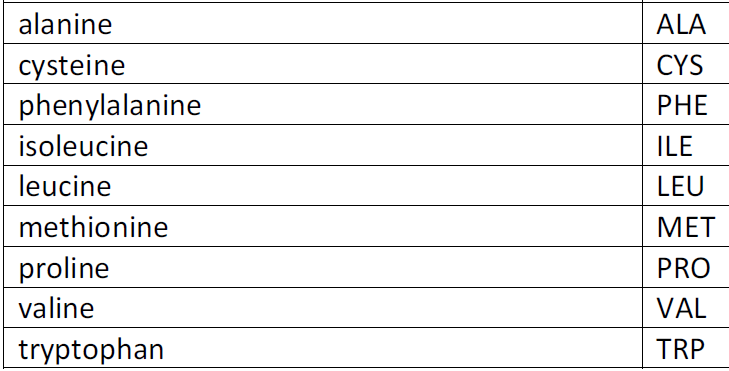 alanine ALA
cysteine CYS
phenylalanine PHE
isoleucine ILE
leucine LEU
methionine MET
proline PRO
valine VAL
tryptophan TRP